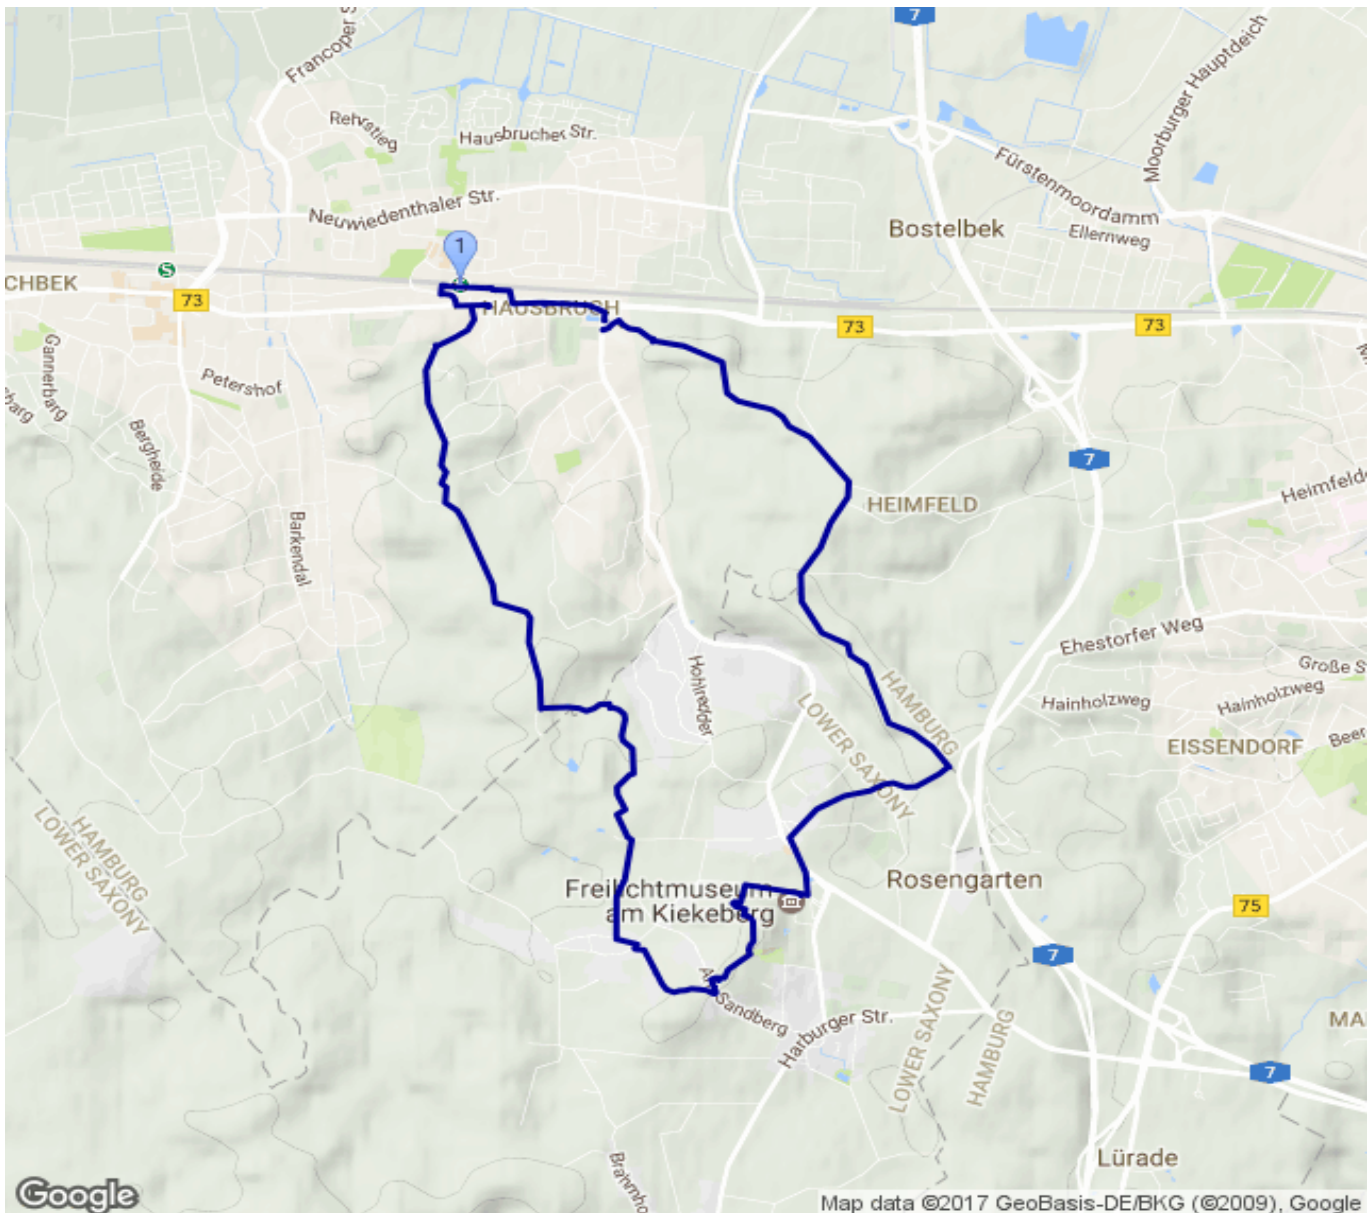 7
Francoper S
Moorburger Hauptdeich
Rehrstieg
Hausbrucher Str.
Fürstenmoordamm
Neuwiedenthaler Str.
Bostelbek
Ellernweg
1
S
CHBEK
73
HAUSBRUCH
73
73
Gannerbarg
Petershof
Bergheide
7
Heimfelde
HEIMFELD
Barkendal
Ehestorfer Weg
Große S
Hohlredder
HAMBURG
LOWER SAXONY
Hainholzweg
Hainholzweg
EISSENDORF
Beer
HAMBURG
LOWER SAXONY
Freilichtmuseum
am Kiekeberg
Rosengarten
75
7
Sandberg
Harburger Str.
LOWER SAXONY
HAMBURG
MA
7
Lürade
Google
Map data ©2017 GeoBasis-DE/BKG (©2009), Google